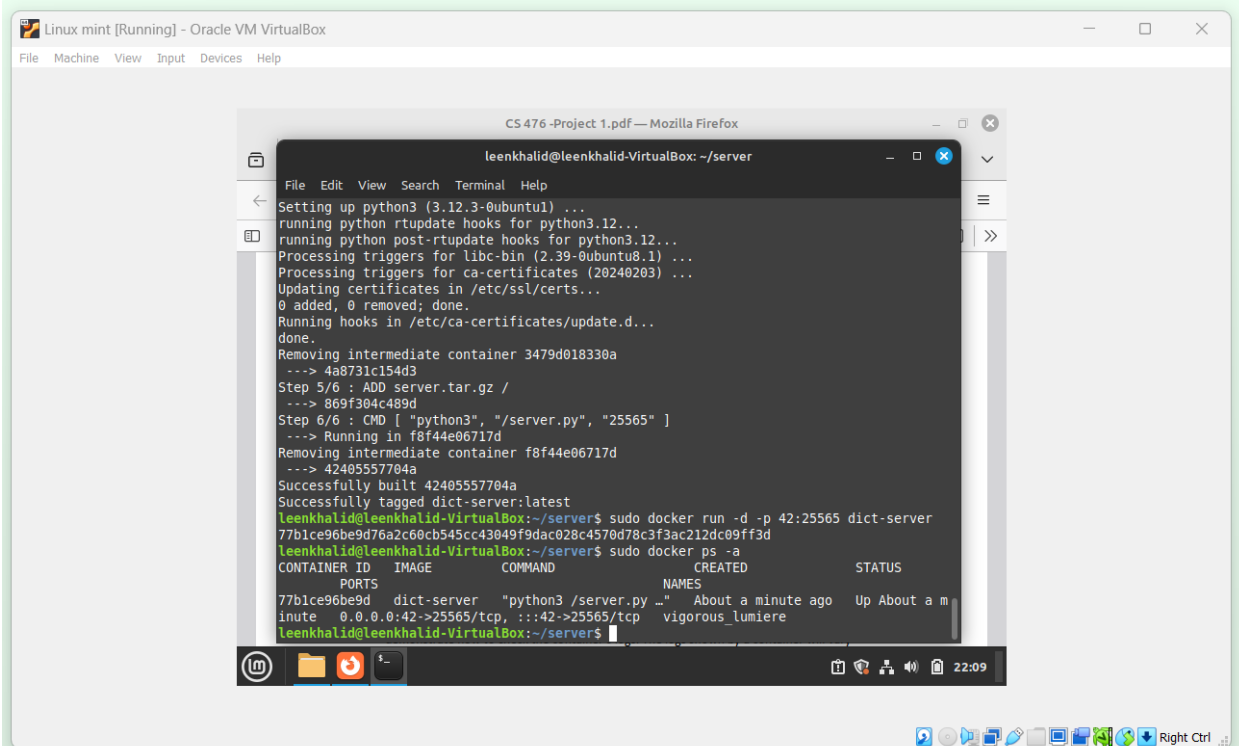 Linux mint [Running] - Oracle VM VirtualBox
File Machine View Input Devices Help
CS 476 -Project 1.pdf — Mozilla Firefox
leenkhalid@leenkhalid-VirtualBox: ~/server
File Edit View Search Terminal Help
Setting up python3 (3.12.3-0ubuntu1) ...
running python rtupdate hooks for python3.12...
running python post-rtupdate hooks for python3.12...
Processing triggers for libc-bin (2.39-0ubuntu8.1) ...
Processing triggers for ca-certificates (20240203) ...
Updating certificates in /etc/ssl/certs...
0 added, 0 removed; done.
Running hooks in /etc/ca-certificates/update.d...
done.
Removing intermediate container 3479d018330a
 ---> 4a8731c154d3
Step 5/6 : ADD server.tar.gz /
 ---> 869f304c489d
Step 6/6 : CMD [ "python3", "/server.py", "25565" ]
 ---> Running in f8f44e06717d
Removing intermediate container f8f44e06717d
 ---> 42405557704a
Successfully built 42405557704a
Successfully tagged dict-server:latest
leenkhalid@leenkhalid-VirtualBox:~/server$ sudo docker run -d -p 42:25565 dict-server
77b1ce96be9d76a2c60cb545cc43049f9dac028c4570d78c3f3ac212dc09ff3d
leenkhalid@leenkhalid-VirtualBox:~/server$ sudo docker ps -a
CONTAINER ID IMAGE COMMAND CREATED STATUS
PORTS NAMES
77b1ce96be9d dict-server "python3 /server.py …" About a minute ago Up About a m
inute 0.0.0.0:42->25565/tcp, :::42->25565/tcp vigorous_lumiere
leenkhalid@leenkhalid-VirtualBox:~/server$
22:09
Right Ctrl